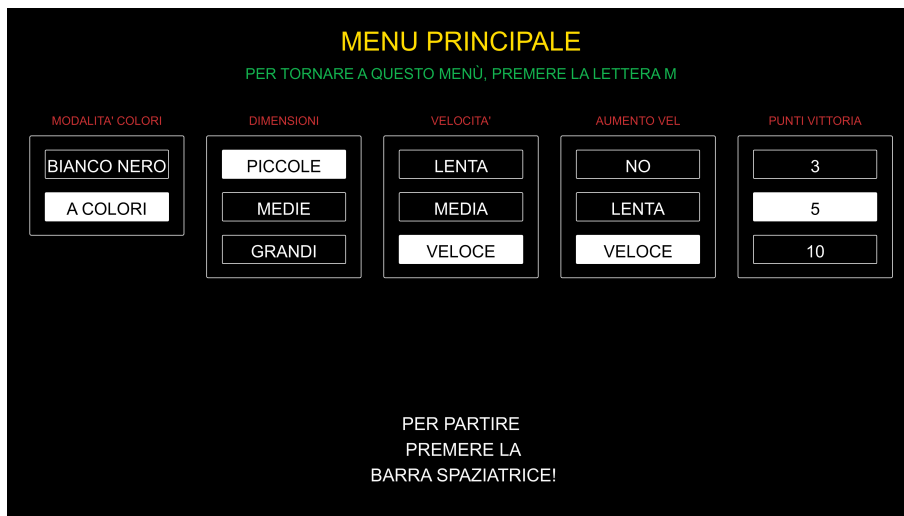 MENU PRINCIPALE
PER TORNARE A QUESTO MENÙ, PREMERE LA LETTERA M
MODALITA' COLORI
BIANCO NERO
A COLORI
DIMENSIONI
PICCOLE
MEDIE
GRANDI
VELOCITA'
LENTA
MEDIA
VELOCE
AUMENTO VEL
NO
LENTA
VELOCE
PUNTI VITTORIA
3
5
10
PER PARTIRE
PREMERE LA
BARRA SPAZIATRICE!